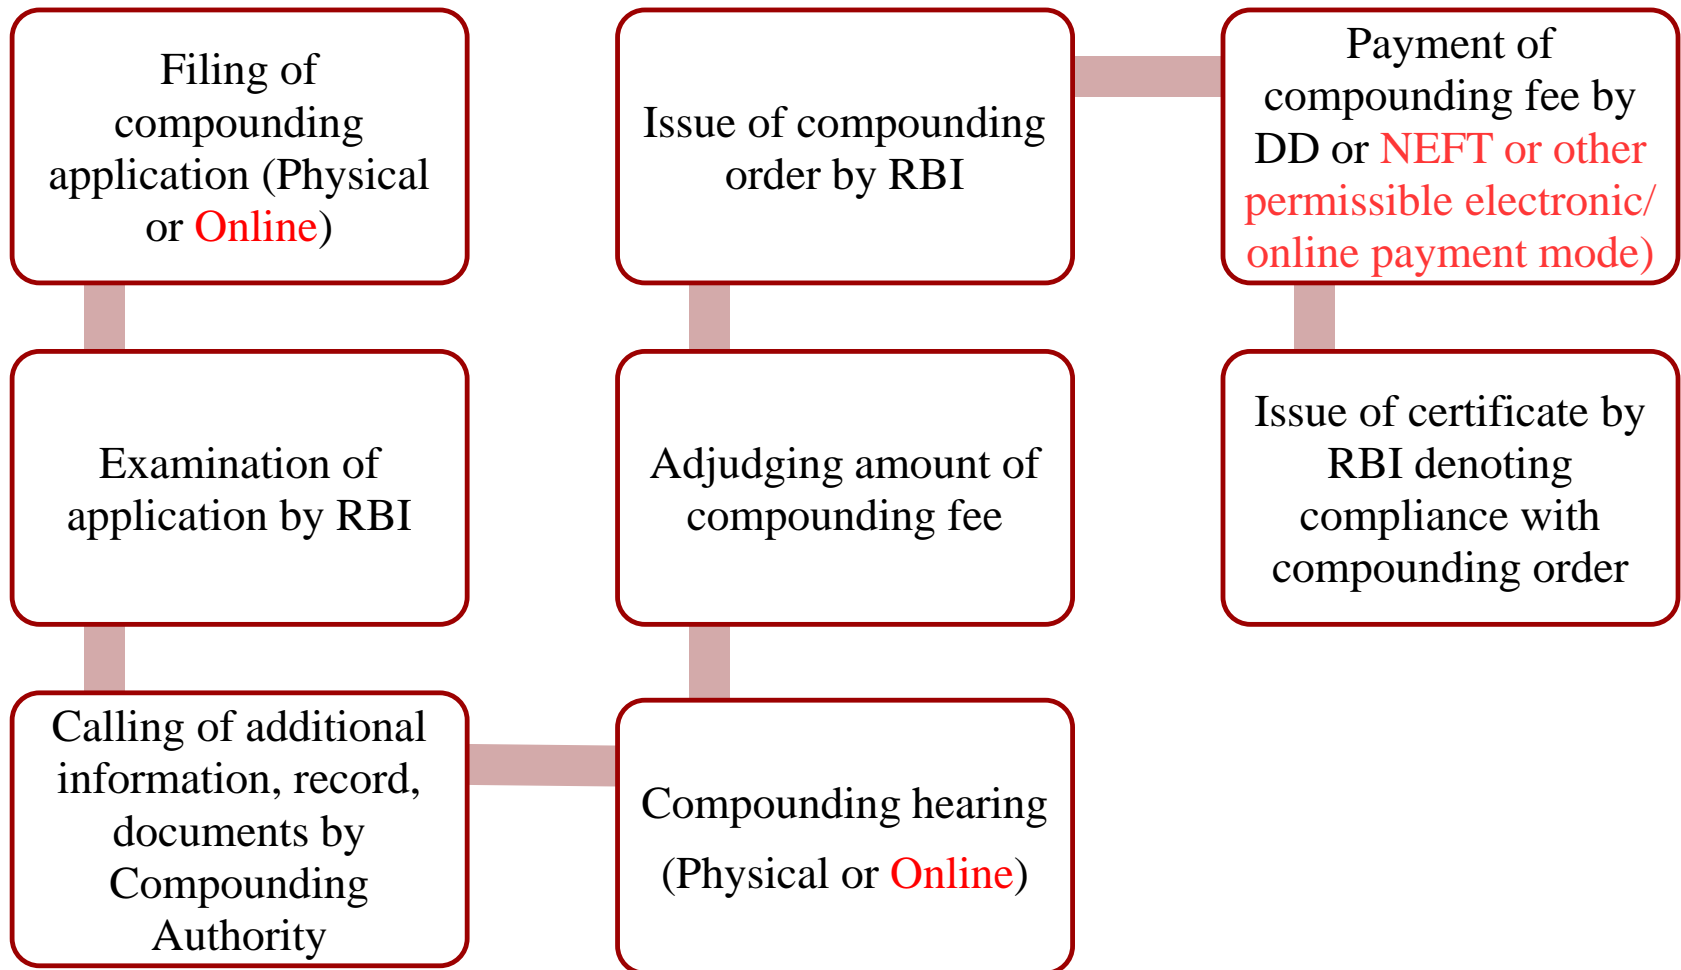 Filing of
compounding
application (Physical
or Online)
Examination of
application by RBI
Calling of additional
information, record,
documents by
Compounding
Authority
Compounding hearing
(Physical or Online)
Adjudging amount of
compounding fee
Issue of compounding
order by RBI
Payment of
compounding fee by
DD or NEFT or other
permissible electronic/
online payment mode)
Issue of certificate by
RBI denoting
compliance with
compounding order